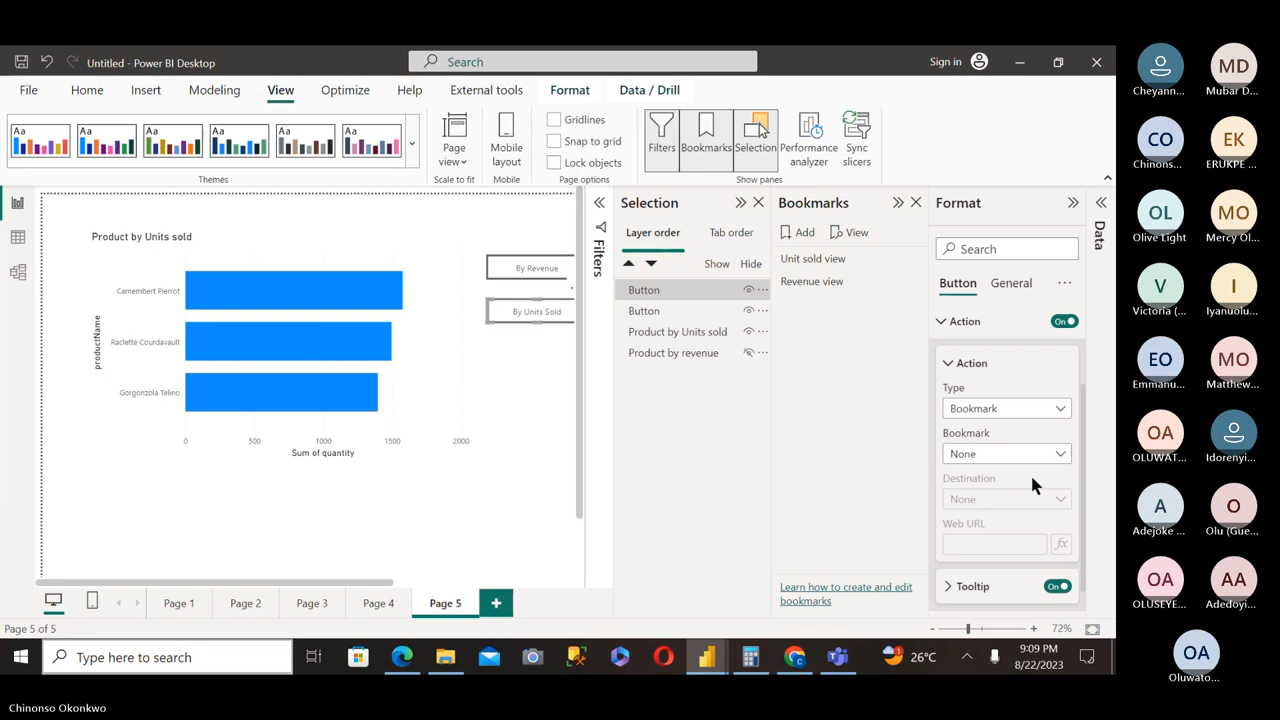 Untitled - Power BI Desktop
Search
Sign in
File
Home
Insert
Modeling
View
Optimize
Help
External tools
Format
Data / Drill
Aa
Aa
Aa
Aa
Aa
Aa
Themes
Page
view
Scale to fit
Mobile
layout
Mobile
Gridlines
Snap to grid
Lock objects
Page options
Filters
Bookmarks
Selection
Performance
analyzer
Sync
slicers
Show panes
Product by Units sold
productName
Camembert Pierrot
Raclette Courdavault
Gorgonzola Telino
0
500
1000
1500
2000
Sum of quantity
By Revenue
By Units Sold
Filters
Selection
Layer order
Tab order
Show
Hide
Button
Button
Product by Units sold
Product by revenue
Bookmarks
Add
View
Unit sold view
Revenue view
Learn how to create and edit
bookmarks
Format
Search
Button
General
Action
On
Action
Type
Bookmark
Bookmark
None
Destination
None
Web URL
fx
Tooltip
On
Data
Page 1
Page 2
Page 3
Page 4
Page 5
Page 5 of 5
72%
Type here to search
1
26°C
9:09 PM
8/22/2023
Cheyann...
MD
Mubar D...
CO
Chinons...
EK
ERUKPE ...
OL
Olive Light
MO
Mercy Ol...
V
Victoria (...
I
Iyanuolu...
EO
Emmanu...
MO
Matthew...
OA
OLUWAT...
Idorenyi...
A
Adejoke ...
O
Olu (Gue...
OA
OLUSEYE...
AA
Adedoyi...
OA
Oluwato...
Chinonso Okonkwo